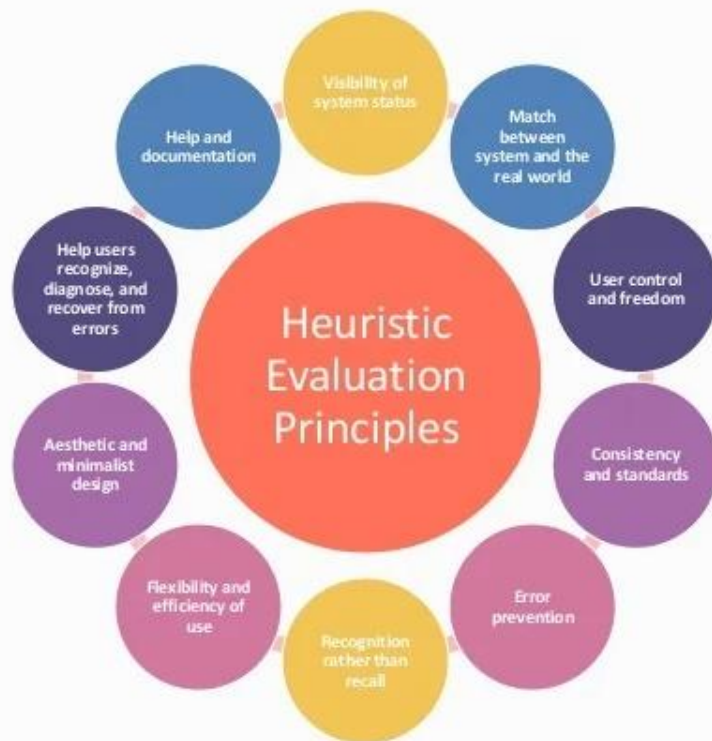 Visibility of
system status
Match
between
system and the
real world
User control
and freedom
Consistency
and standards
Error
prevention
Recognition
rather than
recall
Flexibility and
efficiency of
use
Aesthetic and
minimalist
design
Help users
recognize,
diagnose, and
recover from
errors
Help and
documentation
Heuristic
Evaluation
Principles